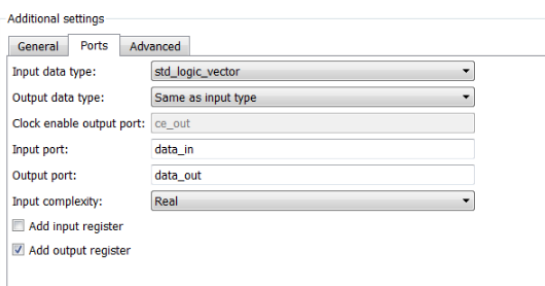 Additional settings
General Ports Advanced
Input data type: std_logic_vector
Output data type: Same as input type
Clock enable output port: ce_out
Input port: data_in
Output port: data_out
Input complexity: Real
Add input register
Add output register